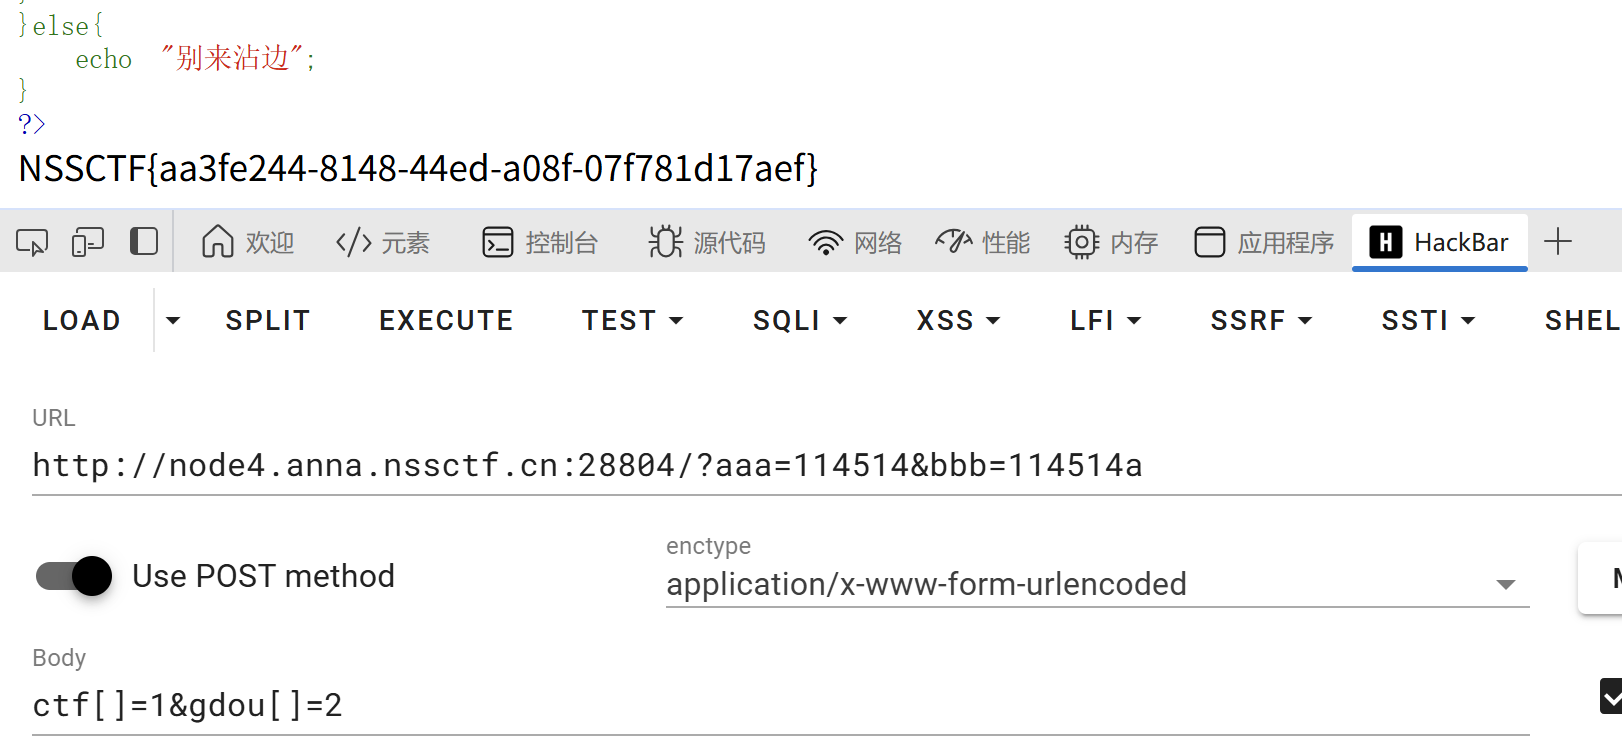 }else{
echo "别来沾边";
}
?>
NSSCTF{aa3fe244-8148-44ed-a08f-07f781d17aef}
欢迎 </> 元素 控制台 源代码 网络 性能 内存 应用程序 H HackBar
LOAD SPLIT EXECUTE TEST SQLI XSS LFI SSRF SSTI SHEL
URL
http://node4.anna.nssctf.cn:28804/?aaa=114514&bbb=114514a
Use POST method
enctype
application/x-www-form-urlencoded
Body
ctf[]=1&gdou[]=2